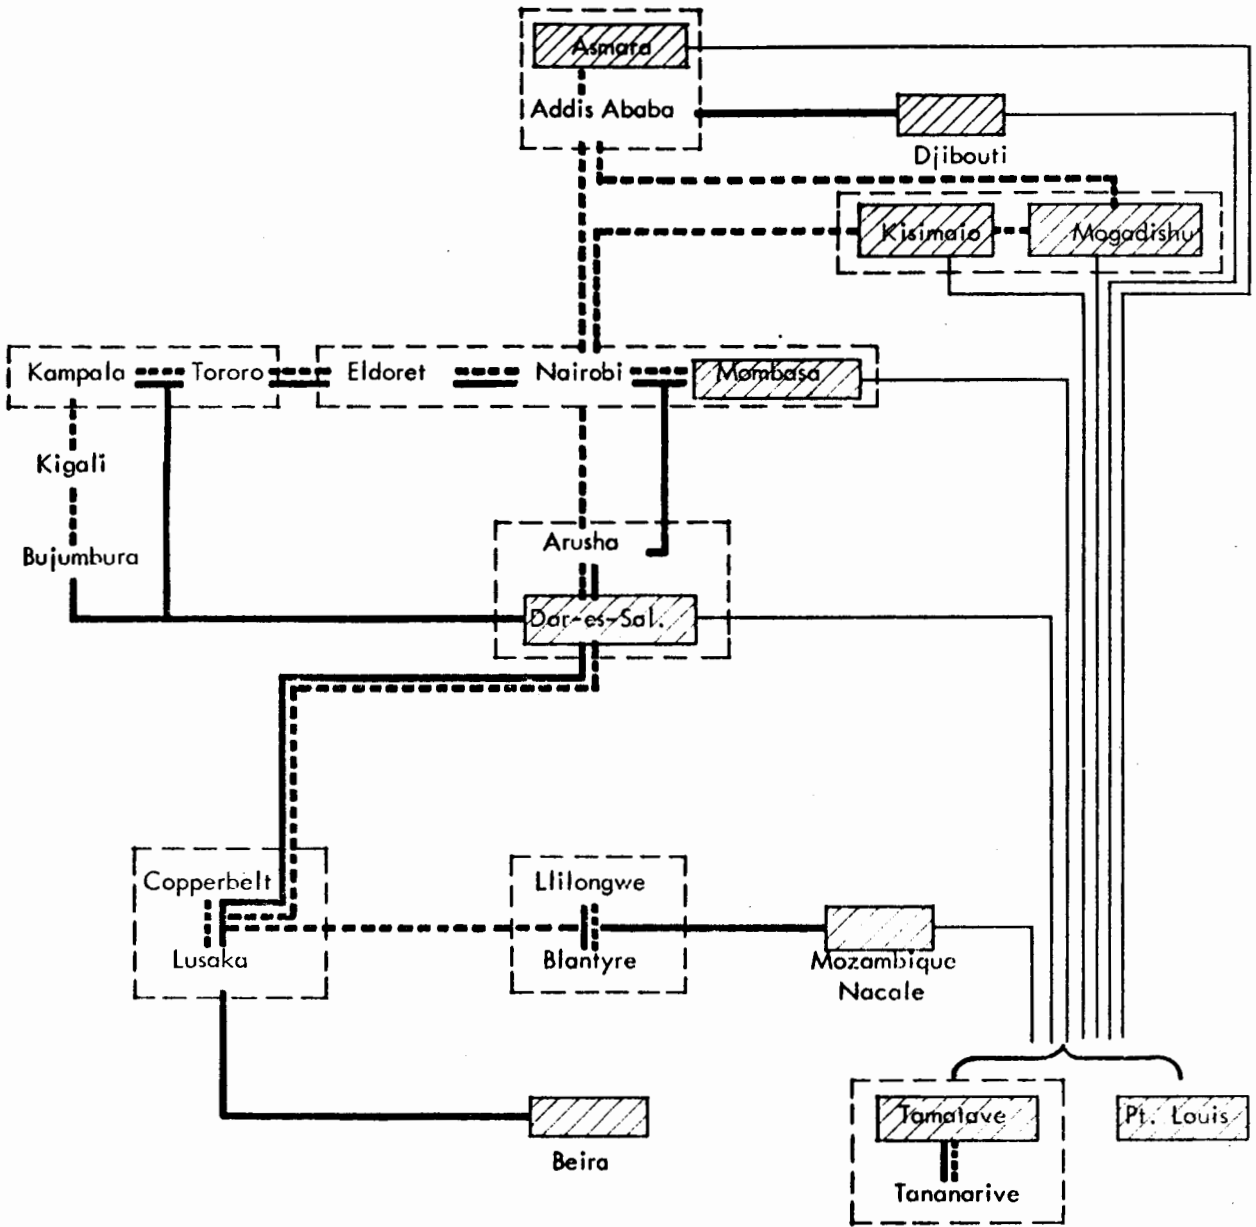 Asmara
Addis Ababa
Djibouti
Kisimaio
Mogadishu
Kampala
Tororo
Eldoret
Nairobi
Mombasa
Kigali
Bujumbura
Arusha
Dar-es-Sal.
Copperbelt
Llilongwe
Lusaka
Blantyre
Mozambique
Nacale
Tamatave
Pt. Louis
Beira
Tananarive